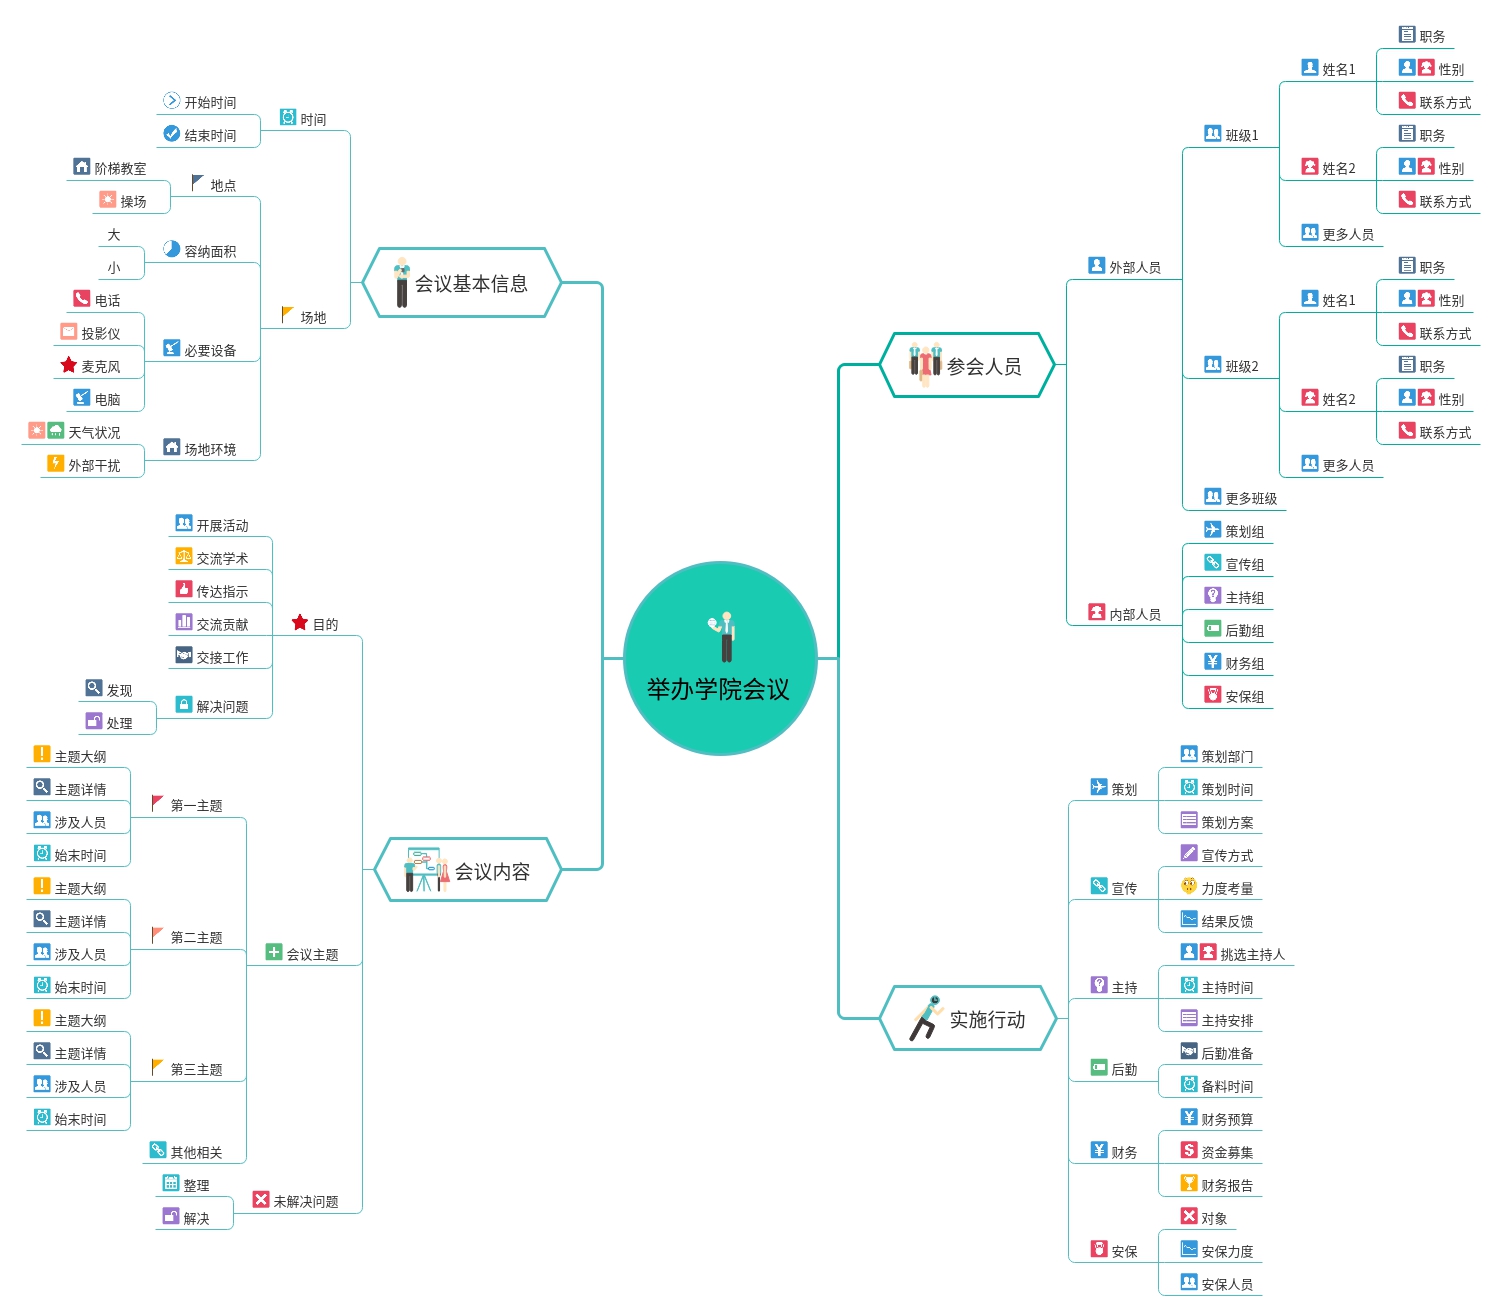 举办学院会议
会议基本信息
时间
开始时间
结束时间
场地
地点
阶梯教室
操场
容纳面积
大
小
必要设备
电话
投影仪
麦克风
电脑
场地环境
天气状况
外部干扰
会议内容
目的
开展活动
交流学术
传达指示
交流贡献
交接工作
解决问题
发现
处理
会议主题
第一主题
主题大纲
主题详情
涉及人员
始末时间
第二主题
主题大纲
主题详情
涉及人员
始末时间
第三主题
主题大纲
主题详情
涉及人员
始末时间
其他相关
未解决问题
整理
解决
参会人员
外部人员
班级1
姓名1
职务
性别
联系方式
姓名2
职务
性别
联系方式
更多人员
班级2
姓名1
职务
性别
联系方式
姓名2
职务
性别
联系方式
更多人员
更多班级
内部人员
策划组
宣传组
主持组
后勤组
财务组
安保组
实施行动
策划
策划部门
策划时间
策划方案
宣传
宣传方式
力度考量
结果反馈
主持
挑选主持人
主持时间
主持安排
后勤
后勤准备
备料时间
财务
财务预算
资金募集
财务报告
安保
对象
安保力度
安保人员